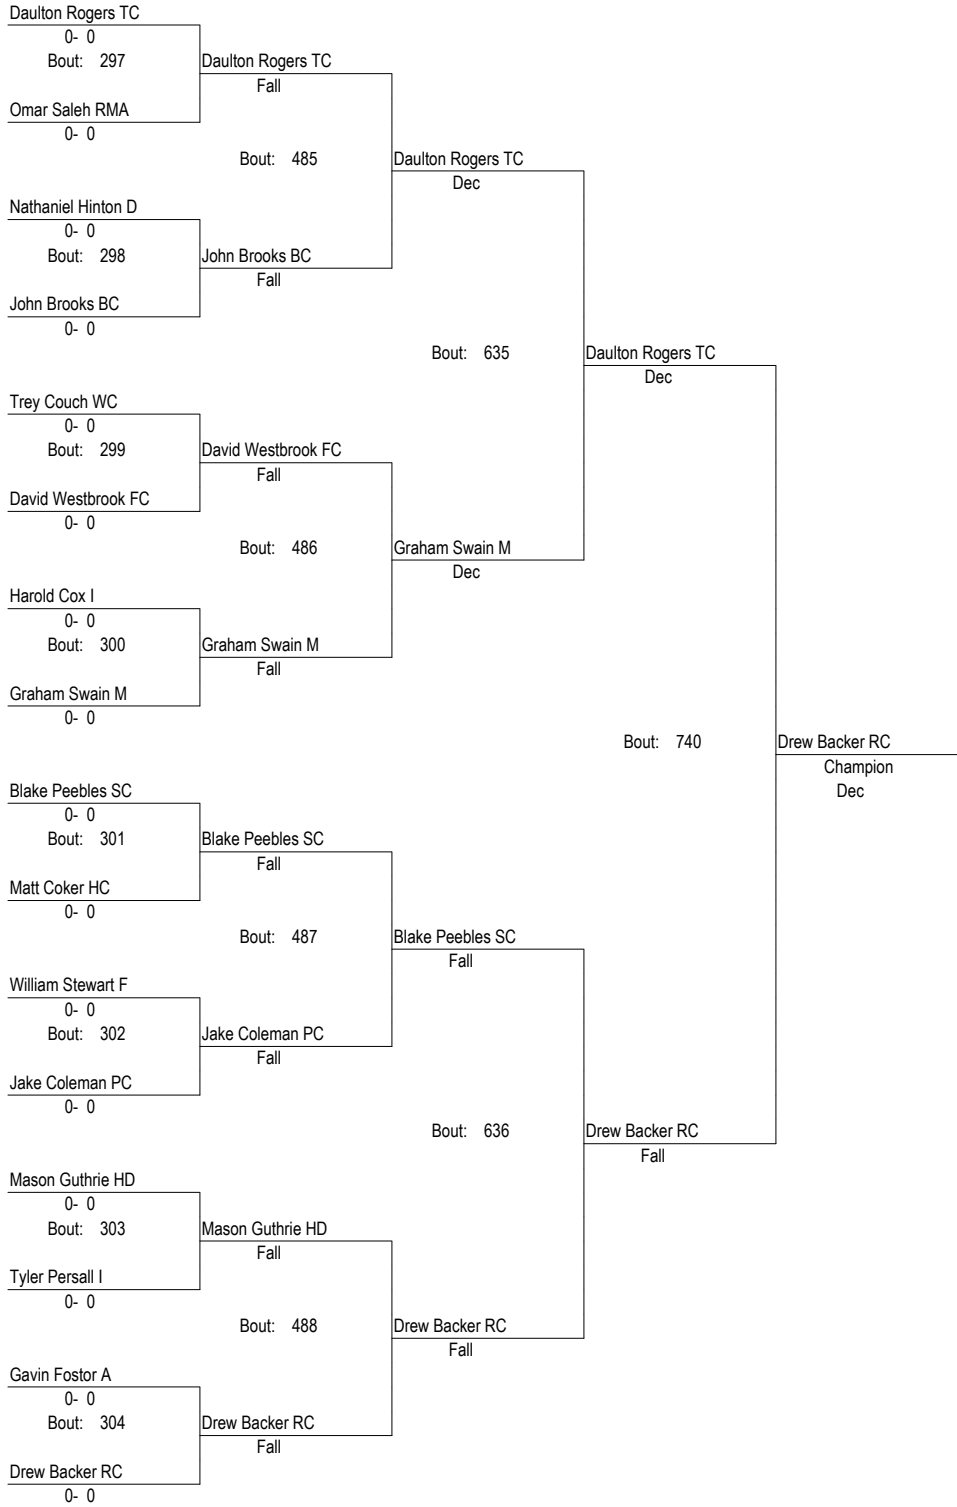 Daulton Rogers TC
0- 0
Bout: 297
Daulton Rogers TC
Fall
Omar Saleh RMA
0- 0
Bout: 485
Daulton Rogers TC
Dec
Nathaniel Hinton D
0- 0
Bout: 298
John Brooks BC
Fall
John Brooks BC
0- 0
Bout: 635
Daulton Rogers TC
Dec
Trey Couch WC
0- 0
Bout: 299
David Westbrook FC
Fall
David Westbrook FC
0- 0
Bout: 486
Graham Swain M
Dec
Harold Cox I
0- 0
Bout: 300
Graham Swain M
Fall
Graham Swain M
0- 0
Bout: 740
Drew Backer RC
Champion
Dec
Blake Peebles SC
0- 0
Bout: 301
Blake Peebles SC
Fall
Matt Coker HC
0- 0
Bout: 487
Blake Peebles SC
Fall
William Stewart F
0- 0
Bout: 302
Jake Coleman PC
Fall
Jake Coleman PC
0- 0
Bout: 636
Drew Backer RC
Fall
Mason Guthrie HD
0- 0
Bout: 303
Mason Guthrie HD
Fall
Tyler Persall I
0- 0
Bout: 488
Drew Backer RC
Fall
Gavin Fostor A
0- 0
Bout: 304
Drew Backer RC
Fall
Drew Backer RC
0- 0